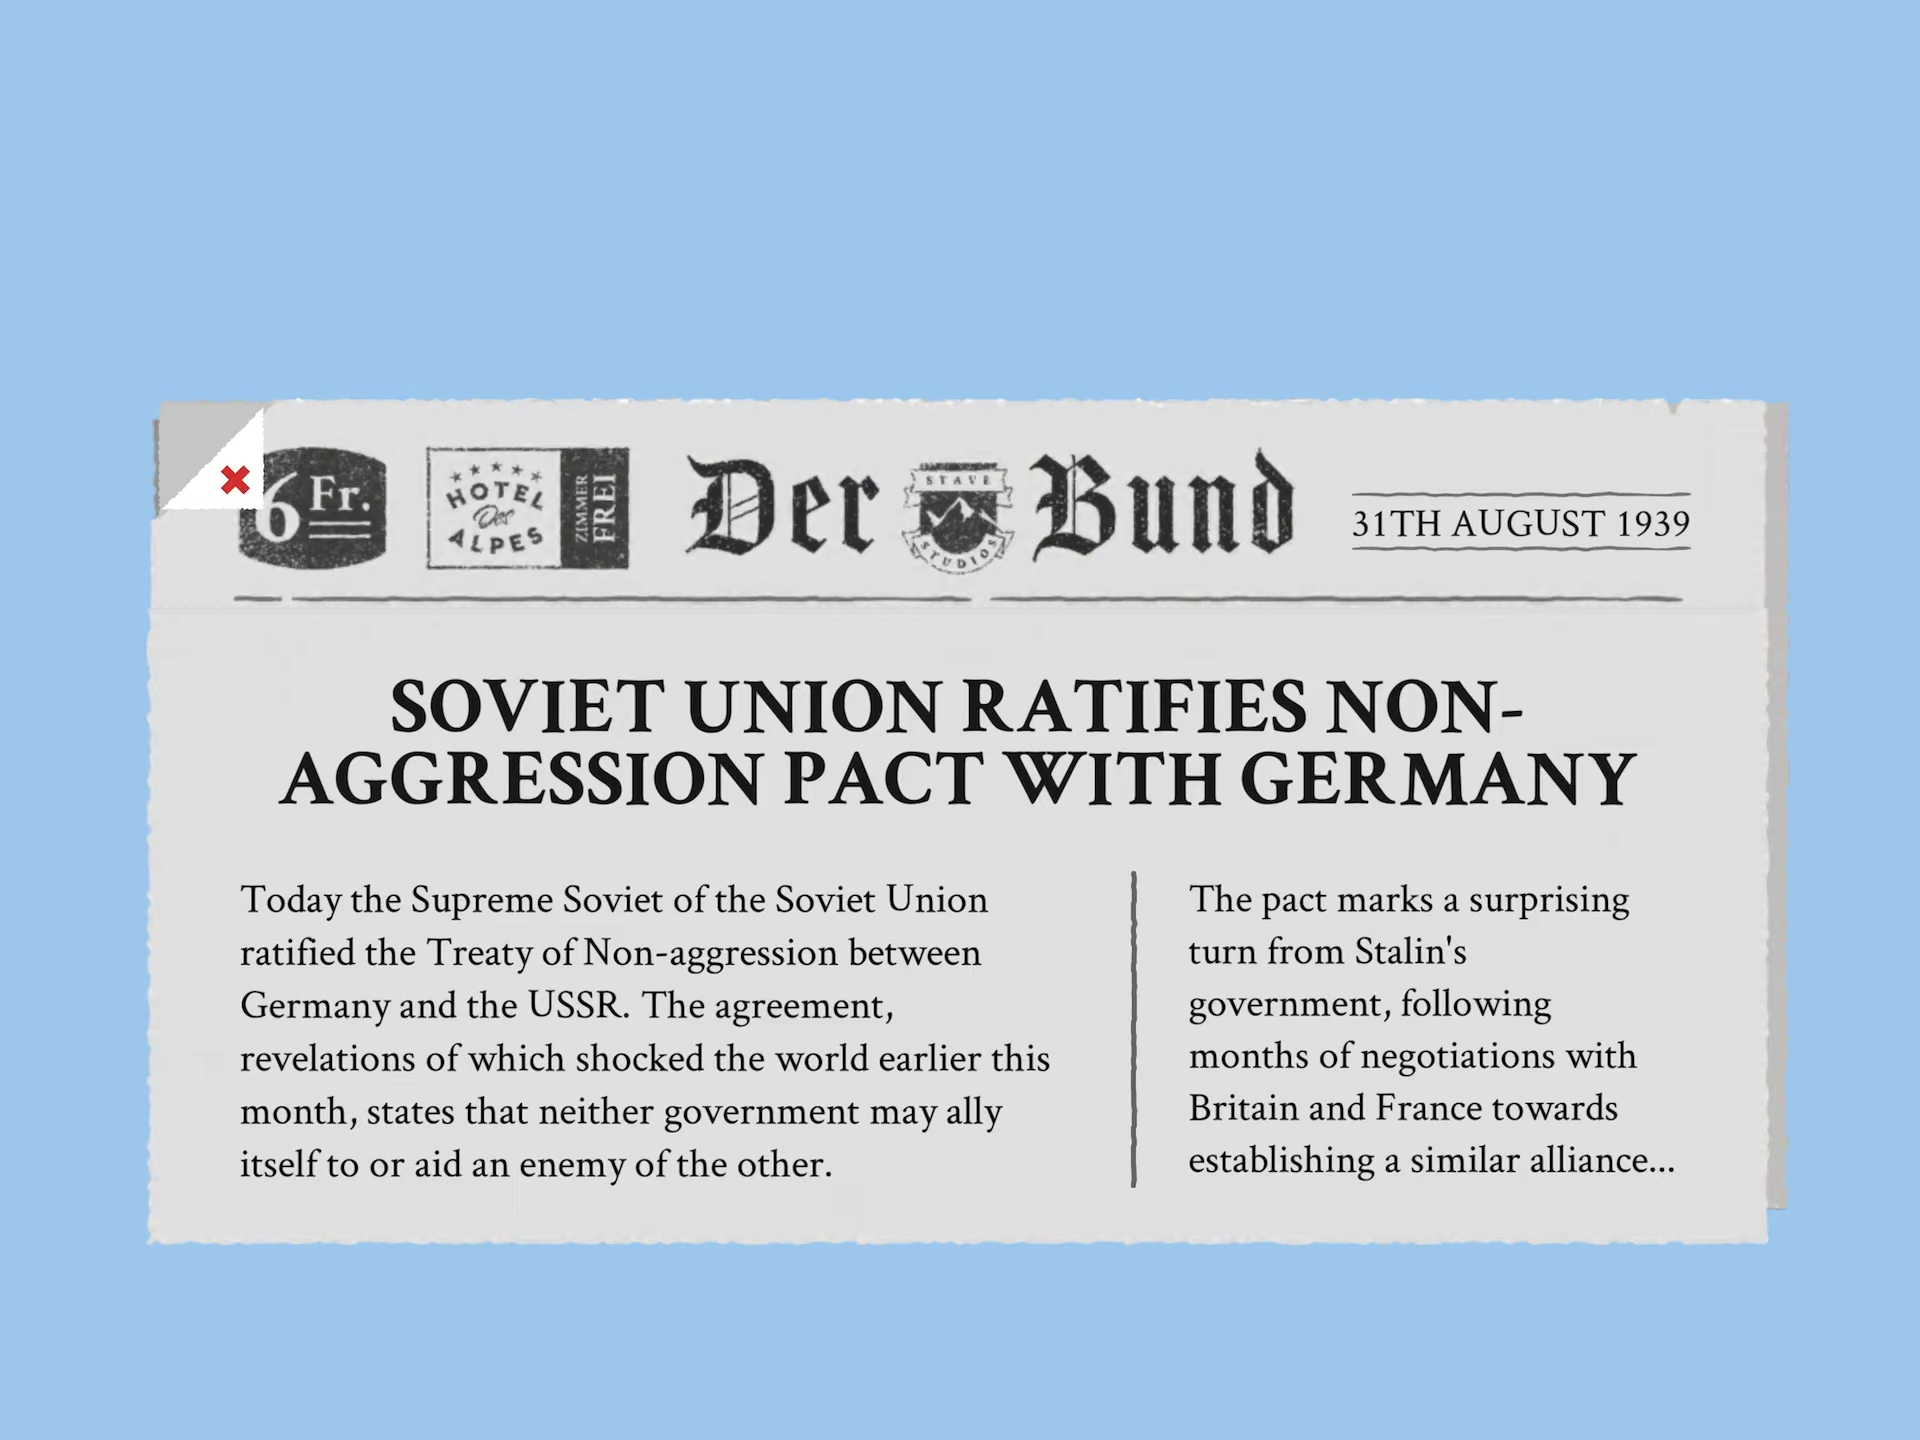 6 Fr.
HOTEL
Des
ALPES
ZIMMER
FREI
Der Bund
STAVE
STUDIOS
31TH AUGUST 1939
SOVIET UNION RATIFIES NON-
AGGRESSION PACT WITH GERMANY
Today the Supreme Soviet of the Soviet Union
ratified the Treaty of Non-aggression between
Germany and the USSR. The agreement,
revelations of which shocked the world earlier this
month, states that neither government may ally
itself to or aid an enemy of the other.
The pact marks a surprising
turn from Stalin's
government, following
months of negotiations with
Britain and France towards
establishing a similar alliance...